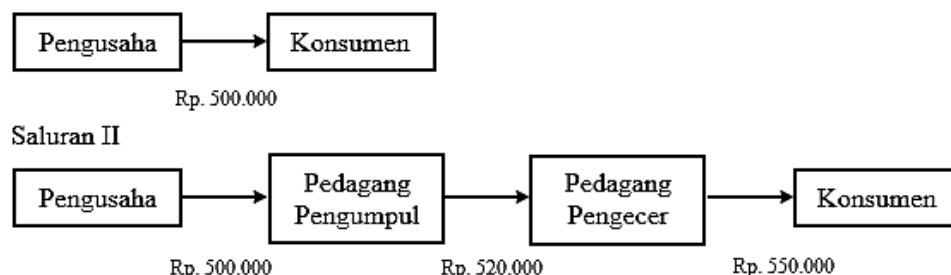 Pengusaha
Konsumen
Rp. 500.000
Saluran II
Pengusaha
Pedagang
Pengumpul
Pedagang
Pengecer
Konsumen
Rp. 500.000
Rp. 520.000
Rp. 550.000